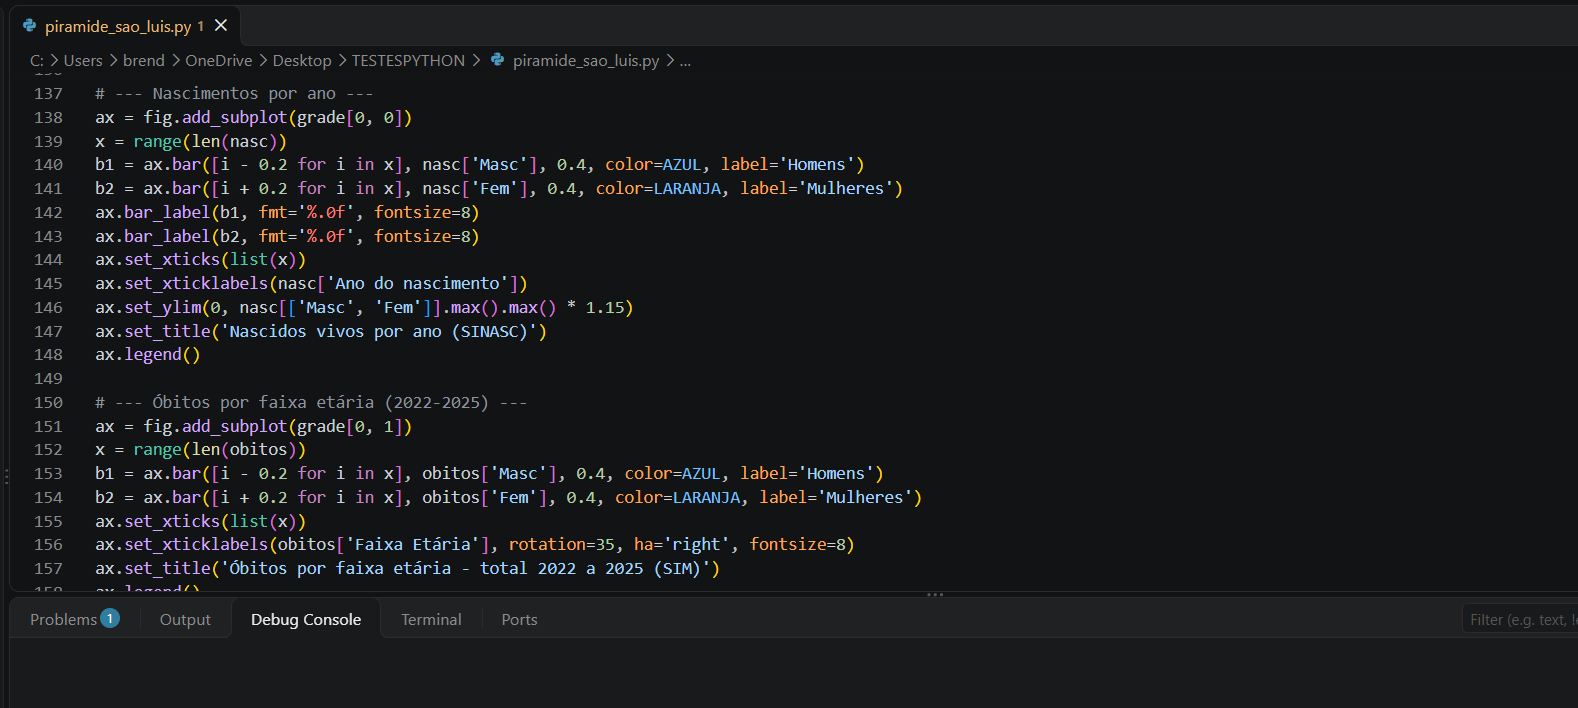 piramide_sao_luis.py 1
C: > Users > brend > OneDrive > Desktop > TESTESPYTHON > piramide_sao_luis.py > ...
137 # --- Nascimentos por ano ---
138 ax = fig.add_subplot(grade[0, 0])
139 x = range(len(nasc))
140 b1 = ax.bar([i - 0.2 for i in x], nasc['Masc'], 0.4, color=AZUL, label='Homens')
141 b2 = ax.bar([i + 0.2 for i in x], nasc['Fem'], 0.4, color=LARANJA, label='Mulheres')
142 ax.bar_label(b1, fmt='%.0f', fontsize=8)
143 ax.bar_label(b2, fmt='%.0f', fontsize=8)
144 ax.set_xticks(list(x))
145 ax.set_xticklabels(nasc['Ano do nascimento'])
146 ax.set_ylim(0, nasc[['Masc', 'Fem']].max().max() * 1.15)
147 ax.set_title('Nascidos vivos por ano (SINASC)')
148 ax.legend()
149
150 # --- Óbitos por faixa etária (2022-2025) ---
151 ax = fig.add_subplot(grade[0, 1])
152 x = range(len(obitos))
153 b1 = ax.bar([i - 0.2 for i in x], obitos['Masc'], 0.4, color=AZUL, label='Homens')
154 b2 = ax.bar([i + 0.2 for i in x], obitos['Fem'], 0.4, color=LARANJA, label='Mulheres')
155 ax.set_xticks(list(x))
156 ax.set_xticklabels(obitos['Faixa Etária'], rotation=35, ha='right', fontsize=8)
157 ax.set_title('Óbitos por faixa etária - total 2022 a 2025 (SIM)')
158 ax.legend()
Problems 1 Output Debug Console Terminal Ports Filter (e.g. text,